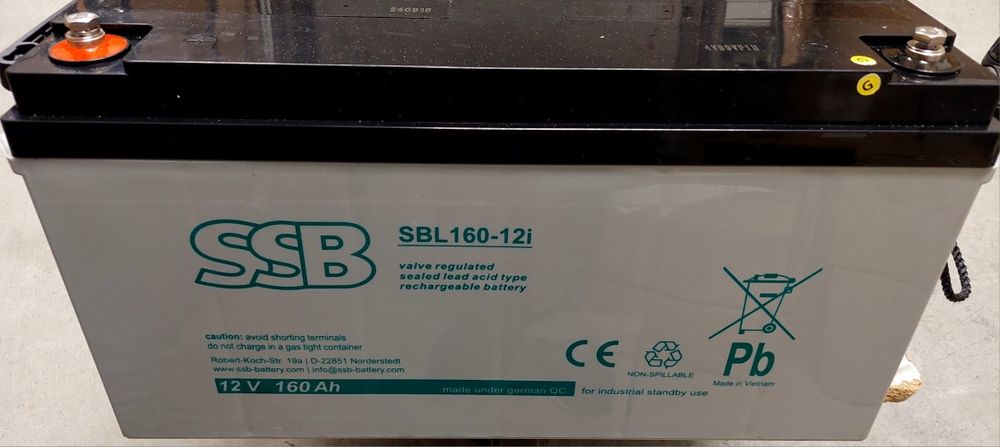 240916
G
G
SSB
SBL160-12i
valve regulated
sealed lead acid type
rechargeable battery
caution: avoid shorting terminals
do not charge in a gas tight container
Robert-Koch-Str. 19a | D-22851 Norderstedt
www.ssb-battery.com | info@ssb-battery.com
12 V 160 Ah
made under german QC
for industrial standby use
CE
NON-SPILLABLE
Pb
Made in Vietnam